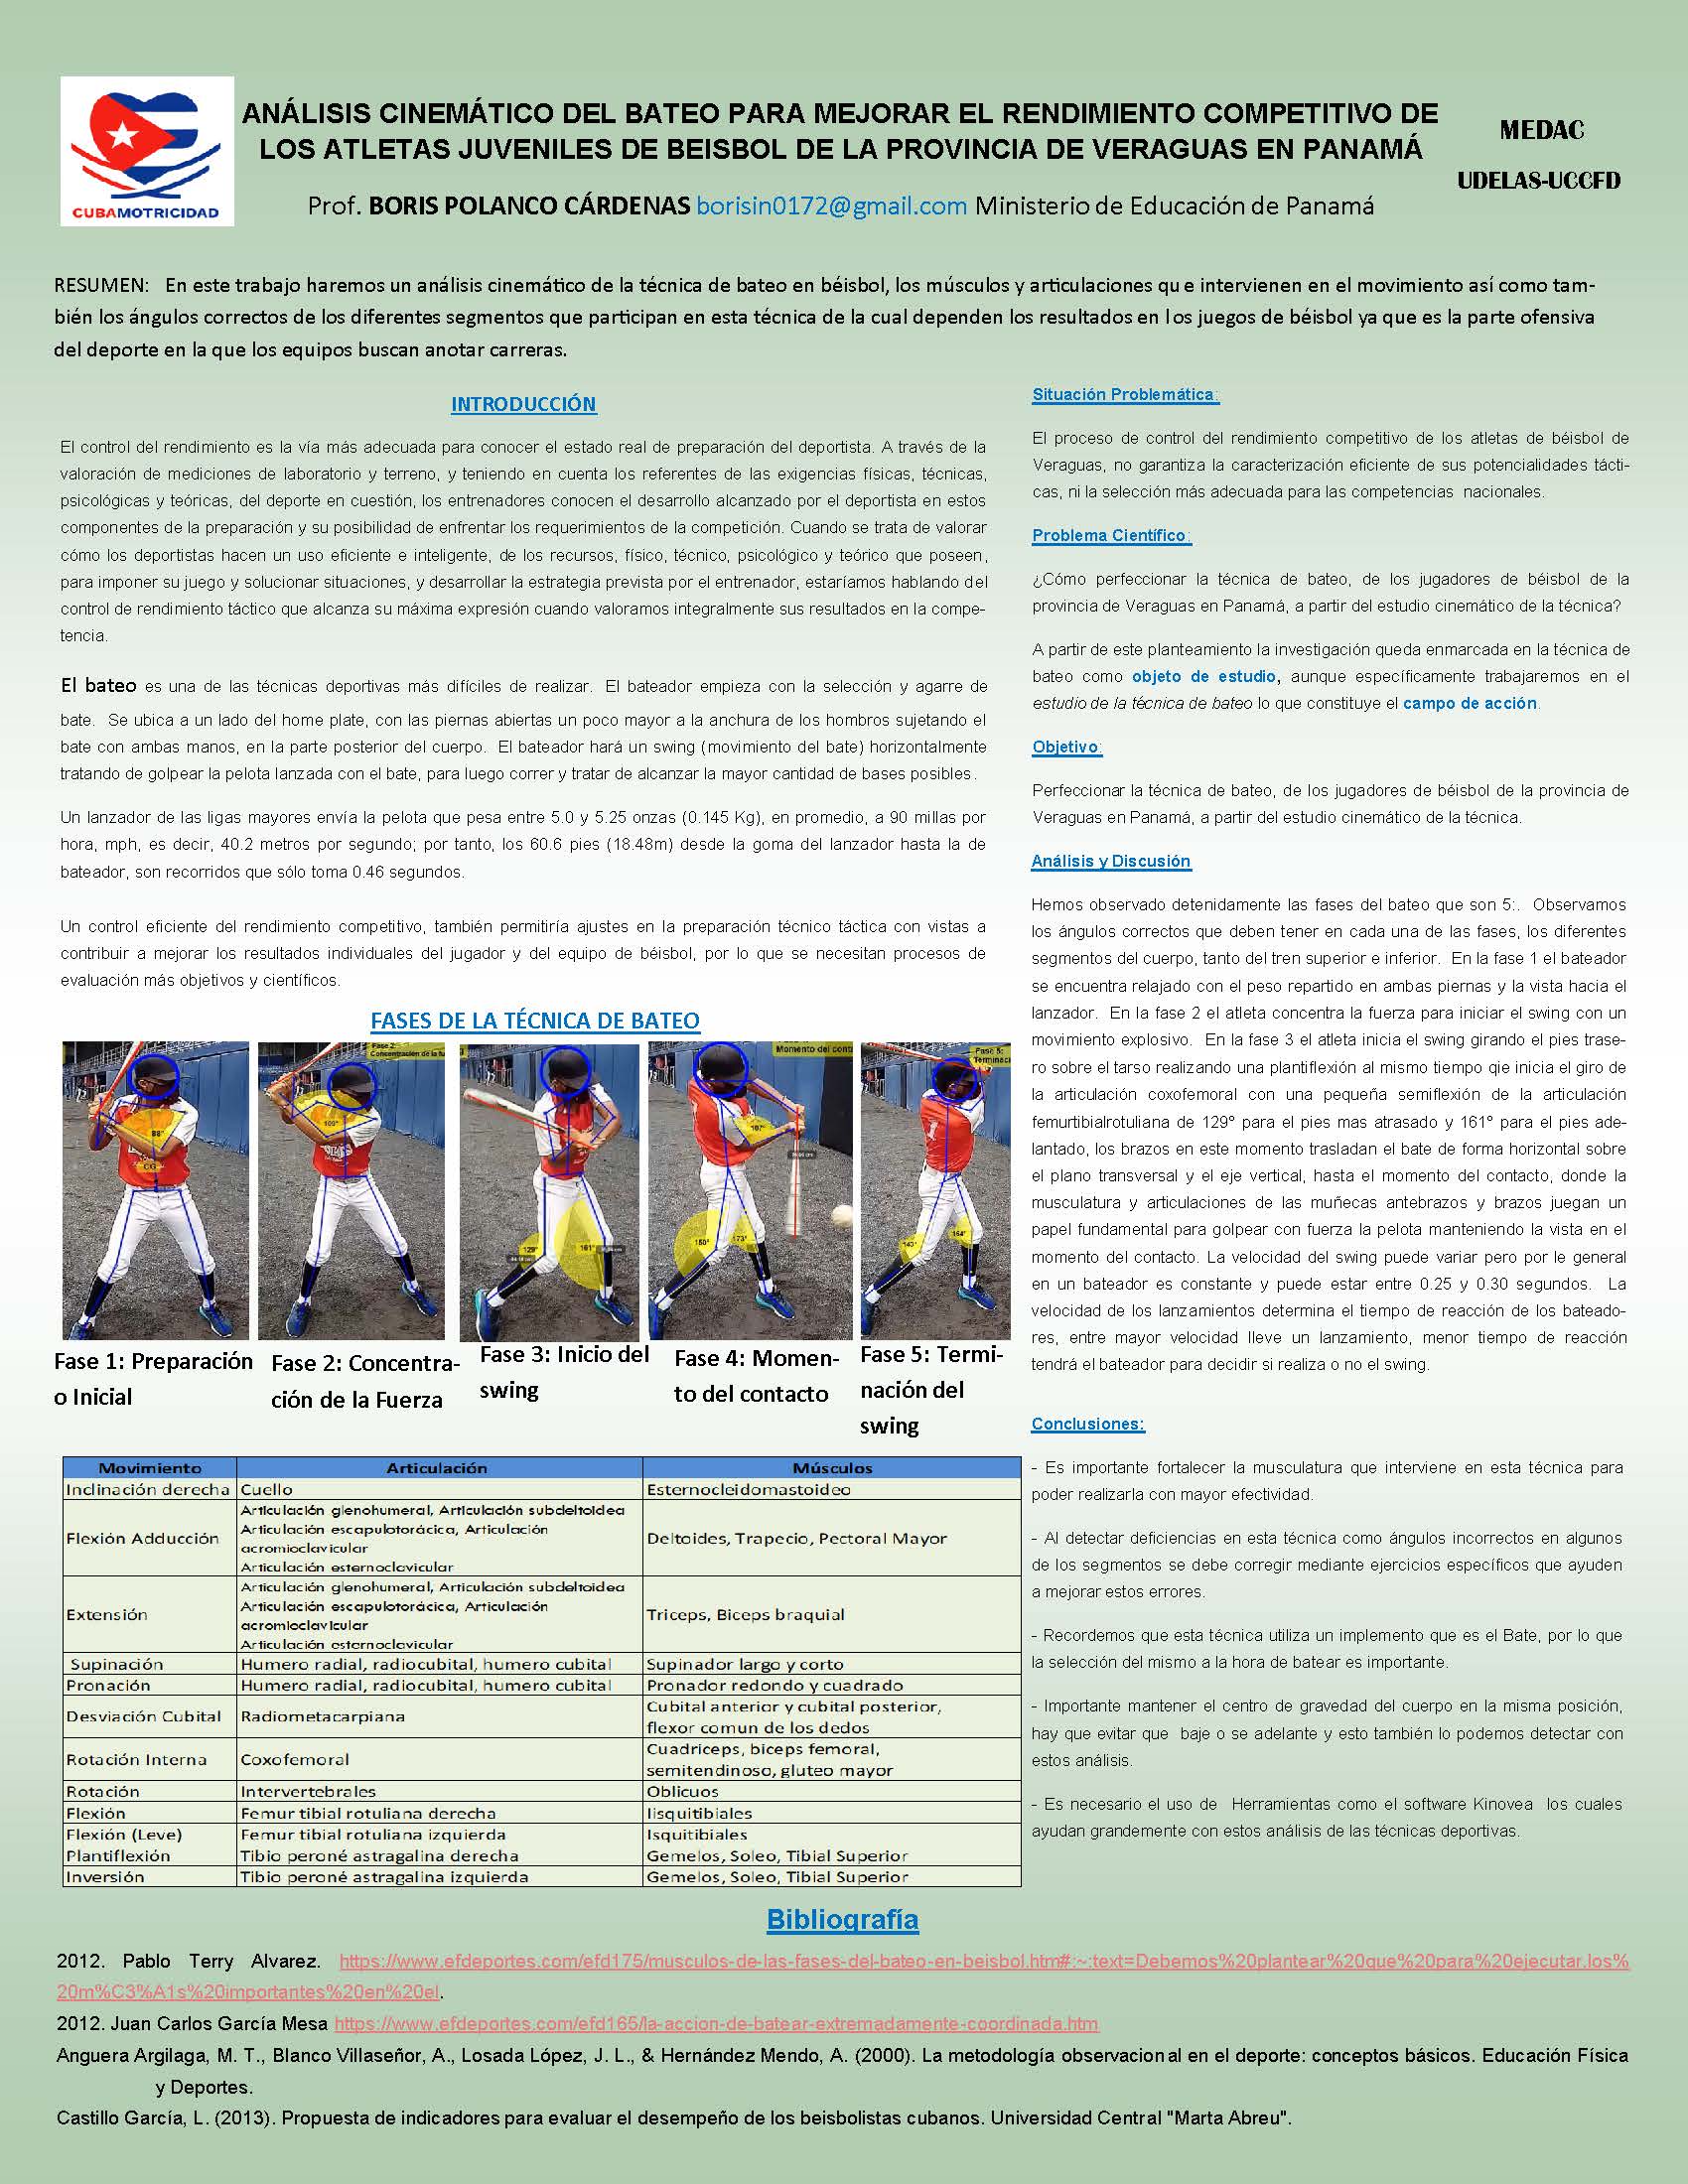 CUBAMOTRICIDAD
ANÁLISIS CINEMÁTICO DEL BATEO PARA MEJORAR EL RENDIMIENTO COMPETITIVO DE
LOS ATLETAS JUVENILES DE BEISBOL DE LA PROVINCIA DE VERAGUAS EN PANAMÁ
Prof. BORIS POLANCO CÁRDENAS borisin0172@gmail.com Ministerio de Educación de Panamá
MEDAC
UDELAS-UCCFD
RESUMEN: En este trabajo haremos un análisis cinemático de la técnica de bateo en béisbol, los músculos y articulaciones que intervienen en el movimiento así como tam-
bién los ángulos correctos de los diferentes segmentos que participan en esta técnica de la cual dependen los resultados en los juegos de béisbol ya que es la parte ofensiva
del deporte en la que los equipos buscan anotar carreras.
INTRODUCCIÓN
El control del rendimiento es la vía más adecuada para conocer el estado real de preparación del deportista. A través de la
valoración de mediciones de laboratorio y terreno, y teniendo en cuenta los referentes de las exigencias físicas, técnicas,
psicológicas y teóricas, del deporte en cuestión, los entrenadores conocen el desarrollo alcanzado por el deportista en estos
componentes de la preparación y su posibilidad de enfrentar los requerimientos de la competición. Cuando se trata de valorar
cómo los deportistas hacen un uso eficiente e inteligente, de los recursos, físico, técnico, psicológico y teórico que poseen,
para imponer su juego y solucionar situaciones, y desarrollar la estrategia prevista por el entrenador, estaríamos hablando del
control de rendimiento táctico que alcanza su máxima expresión cuando valoramos integralmente sus resultados en la compe-
tencia.
El bateo es una de las técnicas deportivas más difíciles de realizar. El bateador empieza con la selección y agarre de
bate. Se ubica a un lado del home plate, con las piernas abiertas un poco mayor a la anchura de los hombros sujetando el
bate con ambas manos, en la parte posterior del cuerpo. El bateador hará un swing (movimiento del bate) horizontalmente
tratando de golpear la pelota lanzada con el bate, para luego correr y tratar de alcanzar la mayor cantidad de bases posibles.
Un lanzador de las ligas mayores envía la pelota que pesa entre 5.0 y 5.25 onzas (0.145 Kg), en promedio, a 90 millas por
hora, mph, es decir, 40.2 metros por segundo; por tanto, los 60.6 pies (18.48m) desde la goma del lanzador hasta la de
bateador, son recorridos que sólo toma 0.46 segundos.
Un control eficiente del rendimiento competitivo, también permitiría ajustes en la preparación técnico táctica con vistas a
contribuir a mejorar los resultados individuales del jugador y del equipo de béisbol, por lo que se necesitan procesos de
evaluación más objetivos y científicos.
FASES DE LA TÉCNICA DE BATEO
88°
CG
Fase 2:
Concentración de la fu
109°
129°
161°
Momento del cont
107°
150°
173°
Fase 5:
Terminaci
143°
164°
Fase 1: Preparación
o Inicial
Fase 2: Concentra-
ción de la Fuerza
Fase 3: Inicio del
swing
Fase 4: Momen-
to del contacto
Fase 5: Termi-
nación del
swing
Movimiento Articulación Músculos
Inclinación derecha Cuello Esternocleidomastoideo
Flexión Adducción Articulación glenohumeral, Articulación subdeltoidea
Articulación escapulotorácica, Articulación
acromioclavicular
Articulación esternoclavicular
Deltoides, Trapecio, Pectoral Mayor
Extensión Articulación glenohumeral, Articulación subdeltoidea
Articulación escapulotorácica, Articulación
acromioclavicular
Articulación esternoclavicular
Triceps, Biceps braquial
Supinación Humero radial, radiocubital, humero cubital Supinador largo y corto
Pronación Humero radial, radiocubital, humero cubital Pronador redondo y cuadrado
Desviación Cubital Radiometacarpiana Cubital anterior y cubital posterior,
flexor comun de los dedos
Rotación Interna Coxofemoral Cuadriceps, biceps femoral,
semitendinoso, gluteo mayor
Rotación Intervertebrales Oblicuos
Flexión Femur tibial rotuliana derecha Iisquitibiales
Flexión (Leve) Femur tibial rotuliana izquierda Isquitibiales
Plantiflexión Tibio peroné astragalina derecha Gemelos, Soleo, Tibial Superior
Inversión Tibio peroné astragalina izquierda Gemelos, Soleo, Tibial Superior
Situación Problemática:
El proceso de control del rendimiento competitivo de los atletas de béisbol de
Veraguas, no garantiza la caracterización eficiente de sus potencialidades tácti-
cas, ni la selección más adecuada para las competencias nacionales.
Problema Científico:
¿Cómo perfeccionar la técnica de bateo, de los jugadores de béisbol de la
provincia de Veraguas en Panamá, a partir del estudio cinemático de la técnica?
A partir de este planteamiento la investigación queda enmarcada en la técnica de
bateo como objeto de estudio, aunque específicamente trabajaremos en el
estudio de la técnica de bateo lo que constituye el campo de acción.
Objetivo:
Perfeccionar la técnica de bateo, de los jugadores de béisbol de la provincia de
Veraguas en Panamá, a partir del estudio cinemático de la técnica.
Análisis y Discusión
Hemos observado detenidamente las fases del bateo que son 5:. Observamos
los ángulos correctos que deben tener en cada una de las fases, los diferentes
segmentos del cuerpo, tanto del tren superior e inferior. En la fase 1 el bateador
se encuentra relajado con el peso repartido en ambas piernas y la vista hacia el
lanzador. En la fase 2 el atleta concentra la fuerza para iniciar el swing con un
movimiento explosivo. En la fase 3 el atleta inicia el swing girando el pies trase-
ro sobre el tarso realizando una plantiflexión al mismo tiempo qie inicia el giro de
la articulación coxofemoral con una pequeña semiflexión de la articulación
femurtibialrotuliana de 129° para el pies mas atrasado y 161° para el pies ade-
lantado, los brazos en este momento trasladan el bate de forma horizontal sobre
el plano transversal y el eje vertical, hasta el momento del contacto, donde la
musculatura y articulaciones de las muñecas antebrazos y brazos juegan un
papel fundamental para golpear con fuerza la pelota manteniendo la vista en el
momento del contacto. La velocidad del swing puede variar pero por le general
en un bateador es constante y puede estar entre 0.25 y 0.30 segundos. La
velocidad de los lanzamientos determina el tiempo de reacción de los bateado-
res, entre mayor velocidad lleve un lanzamiento, menor tiempo de reacción
tendrá el bateador para decidir si realiza o no el swing.
Conclusiones:
- Es importante fortalecer la musculatura que interviene en esta técnica para
poder realizarla con mayor efectividad.
- Al detectar deficiencias en esta técnica como ángulos incorrectos en algunos
de los segmentos se debe corregir mediante ejercicios específicos que ayuden
a mejorar estos errores.
- Recordemos que esta técnica utiliza un implemento que es el Bate, por lo que
la selección del mismo a la hora de batear es importante.
- Importante mantener el centro de gravedad del cuerpo en la misma posición,
hay que evitar que baje o se adelante y esto también lo podemos detectar con
estos análisis.
- Es necesario el uso de Herramientas como el software Kinovea los cuales
ayudan grandemente con estos análisis de las técnicas deportivas.
Bibliografía
2012. Pablo Terry Alvarez. https://www.efdeportes.com/efd175/musculos-de-las-fases-del-bateo-en-beisbol.htm#:~:text=Debemos%20plantear%20que%20para%20ejecutar,los%
20m%C3%A1s%20importantes%20en%20el.
2012. Juan Carlos García Mesa https://www.efdeportes.com/efd165/la-accion-de-batear-extremadamente-coordinada.htm
Anguera Argilaga, M. T., Blanco Villaseñor, A., Losada López, J. L., & Hernández Mendo, A. (2000). La metodología observacional en el deporte: conceptos básicos. Educación Física
y Deportes.
Castillo García, L. (2013). Propuesta de indicadores para evaluar el desempeño de los beisbolistas cubanos. Universidad Central "Marta Abreu".